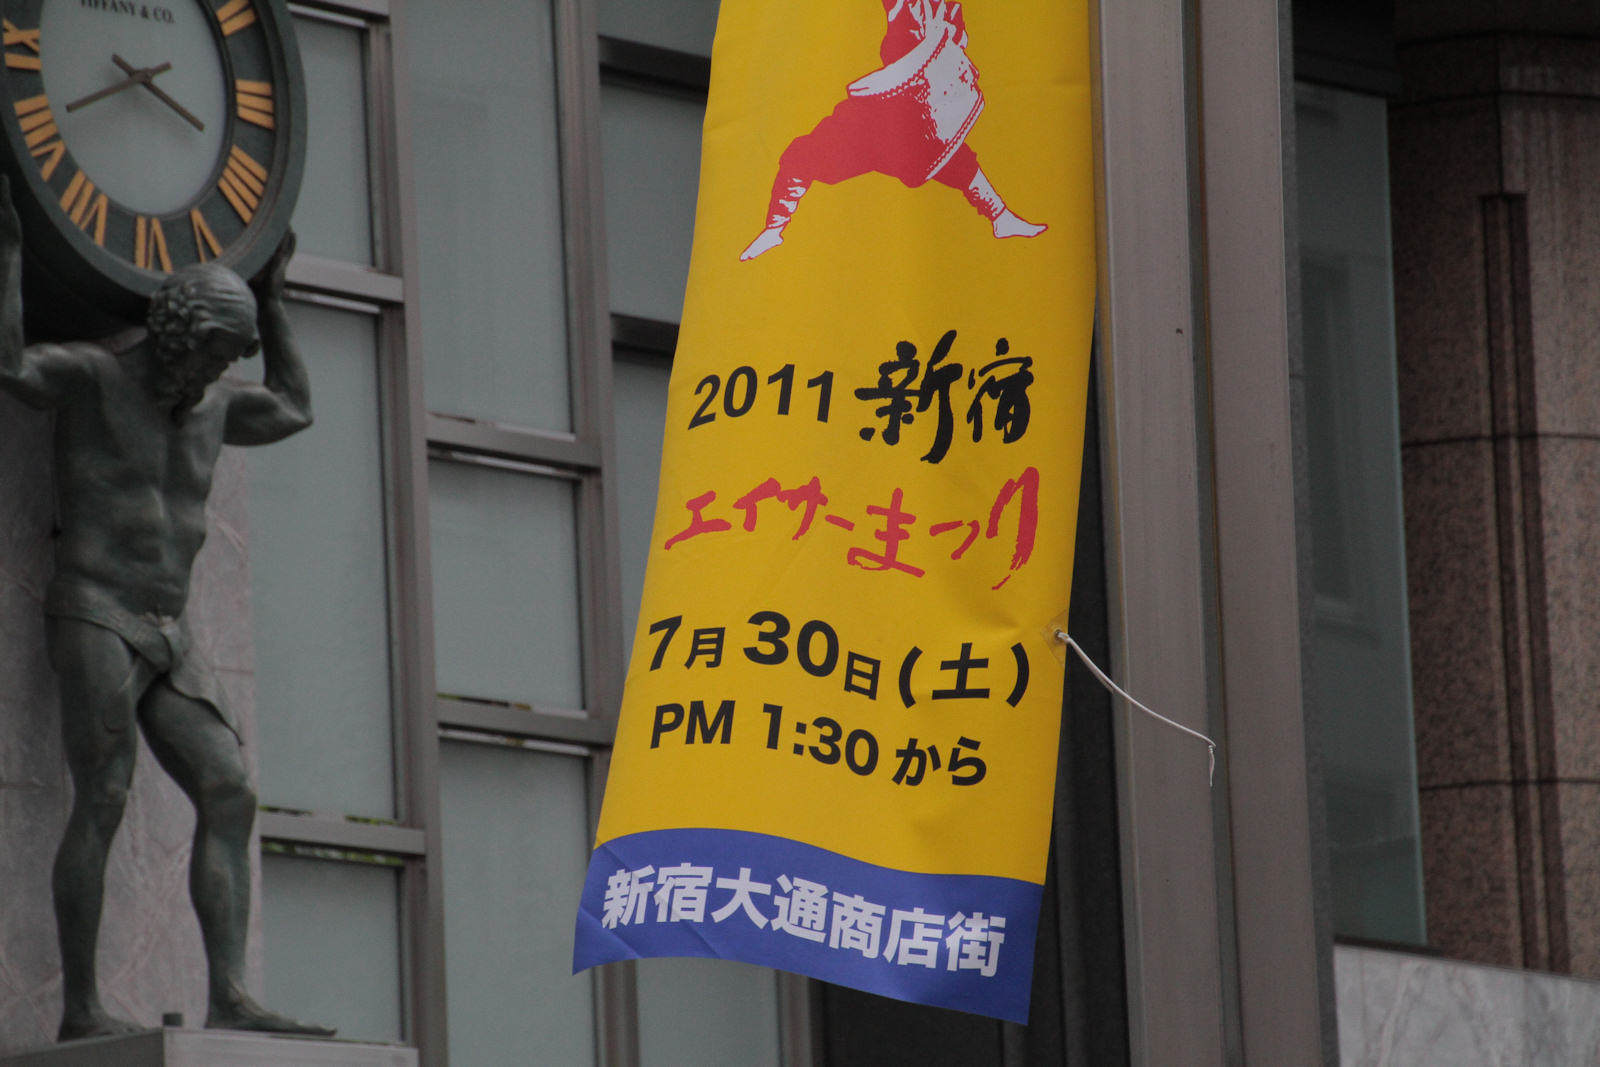 TIFFANY & CO.
2011 新宿
エイサーまつり
7月30日(土)
PM 1:30 から
新宿大通商店街